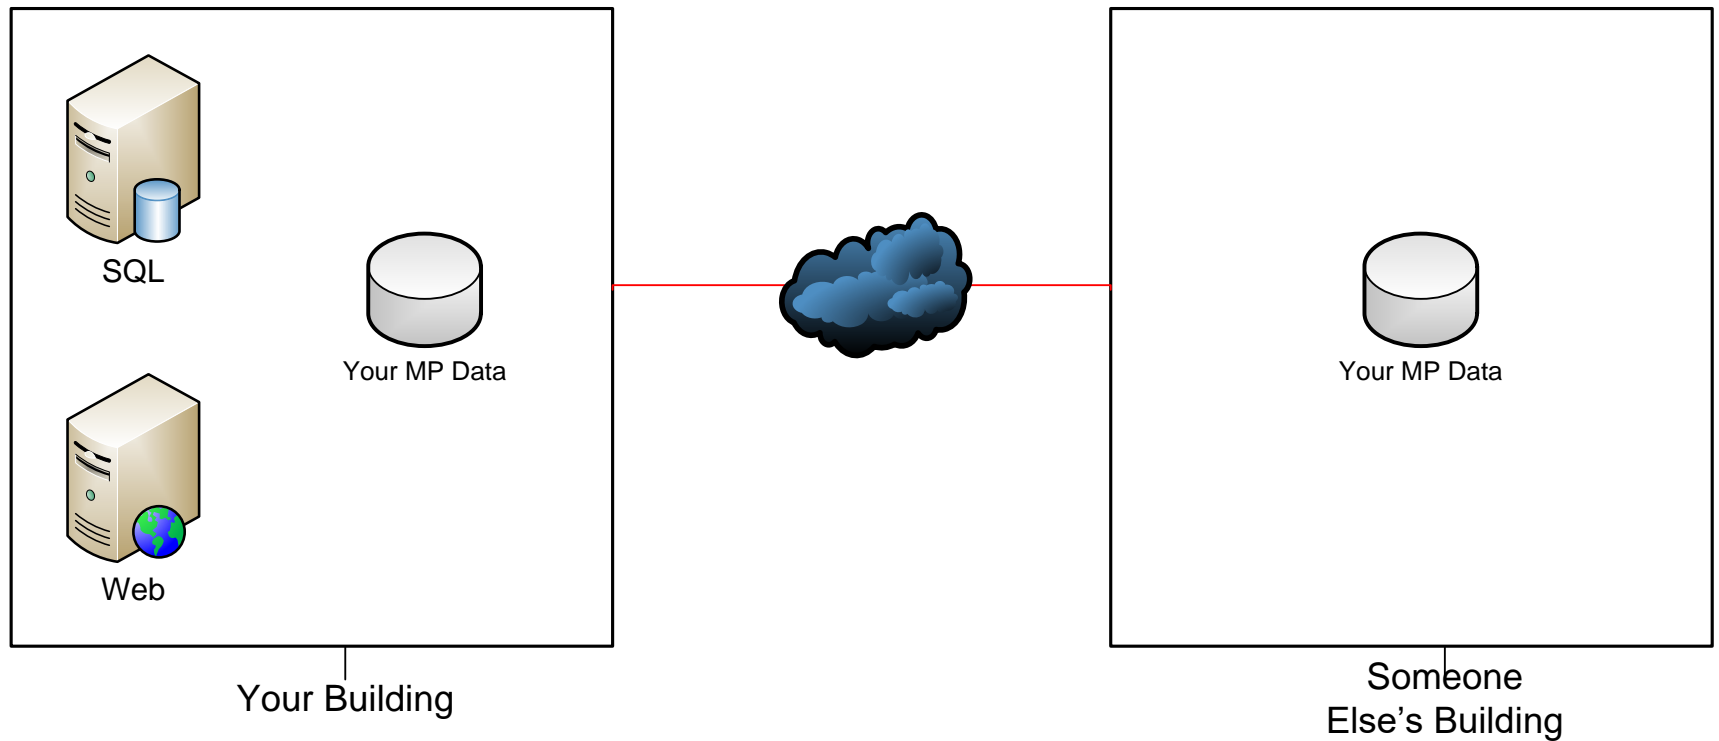 SQL
Your MP Data
Web
Your Building
Your MP Data
Someone
Else’s Building